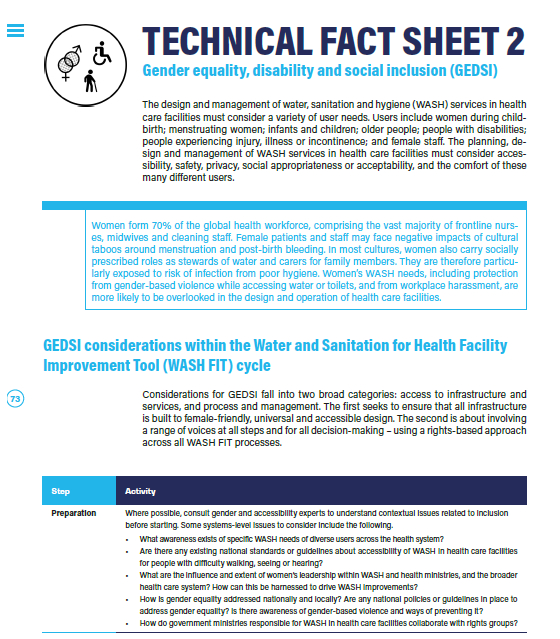 TECHNICAL FACT SHEET 2
Gender equality, disability and social inclusion (GEDSI)
The design and management of water, sanitation and hygiene (WASH) services in health
care facilities must consider a variety of user needs. Users include women during child-
birth; menstruating women; infants and children; older people; people with disabilities;
people experiencing injury, illness or incontinence; and female staff. The planning, de-
sign and management of WASH services in health care facilities must consider acces-
sibility, safety, privacy, social appropriateness or acceptability, and the comfort of these
many different users.
Women form 70% of the global health workforce, comprising the vast majority of frontline nurs-
es, midwives and cleaning staff. Female patients and staff may face negative impacts of cultural
taboos around menstruation and post-birth bleeding. In most cultures, women also carry socially
prescribed roles as stewards of water and carers for family members. They are therefore particu-
larly exposed to risk of infection from poor hygiene. Women's WASH needs, including protection
from gender-based violence while accessing water or toilets, and from workplace harassment, are
more likely to be overlooked in the design and operation of health care facilities.
GEDSI considerations within the Water and Sanitation for Health Facility
Improvement Tool (WASH FIT) cycle
73
Considerations for GEDSI fall into two broad categories: access to infrastructure and
services, and process and management. The first seeks to ensure that all infrastructure
is built to female-friendly, universal and accessible design. The second is about involving
a range of voices at all steps and for all decision-making – using a rights-based approach
across all WASH FIT processes.
Step Activity
Preparation Where possible, consult gender and accessibility experts to understand contextual issues related to inclusion
before starting. Some systems-level issues to consider include the following.
• What awareness exists of specific WASH needs of diverse users across the health system?
• Are there any existing national standards or guidelines about accessibility of WASH in health care facilities
for people with difficulty walking, seeing or hearing?
• What are the influence and extent of women's leadership within WASH and health ministries, and the broader
health care system? How can this be harnessed to drive WASH improvements?
• How is gender equality addressed nationally and locally? Are any national policies or guidelines in place to
address gender equality? Is there awareness of gender-based violence and ways of preventing it?
• How do government ministries responsible for WASH in health care facilities collaborate with rights groups?